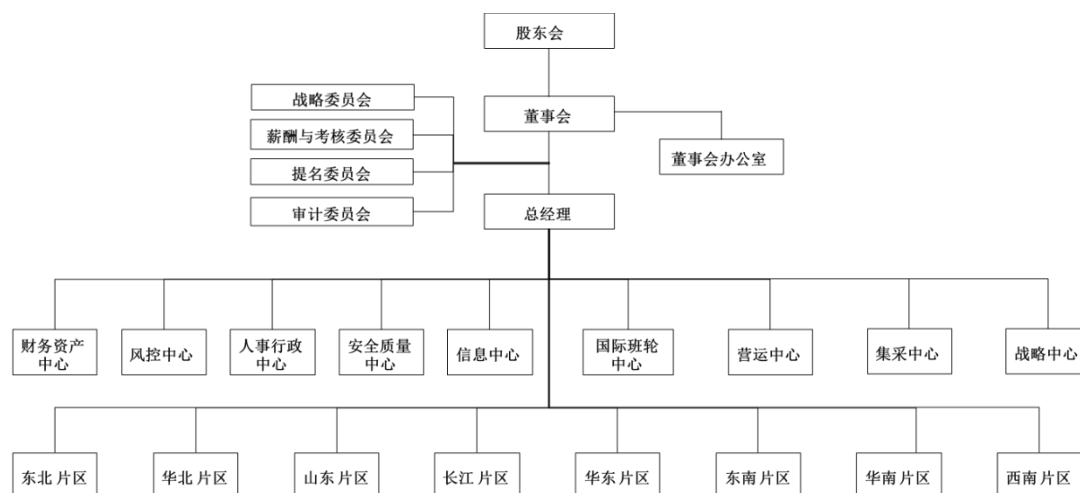 股东会
战略委员会
董事会
薪酬与考核委员会
董事会办公室
提名委员会
审计委员会
总经理
财务资产
中心
风控中心
人事行政
中心
安全质量
中心
信息中心
国际班轮
中心
营运中心
集采中心
战略中心
东北片区
华北片区
山东片区
长江片区
华东片区
东南片区
华南片区
西南片区